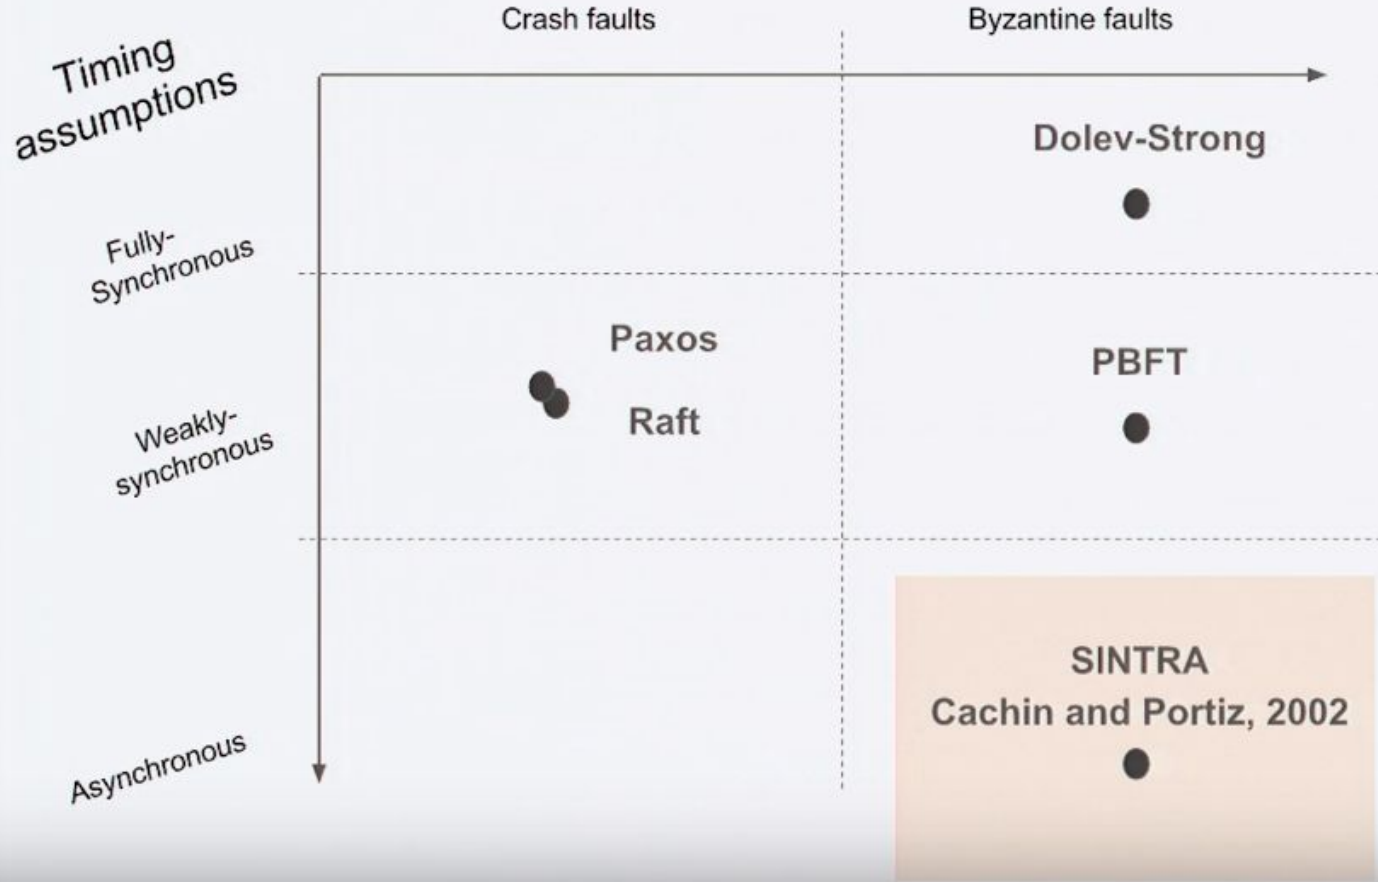 Crash faults
Byzantine faults
Timing
assumptions
Dolev-Strong
Fully-
Synchronous
Paxos
PBFT
Raft
Weakly-
synchronous
SINTRA
Cachin and Portiz, 2002
Asynchronous